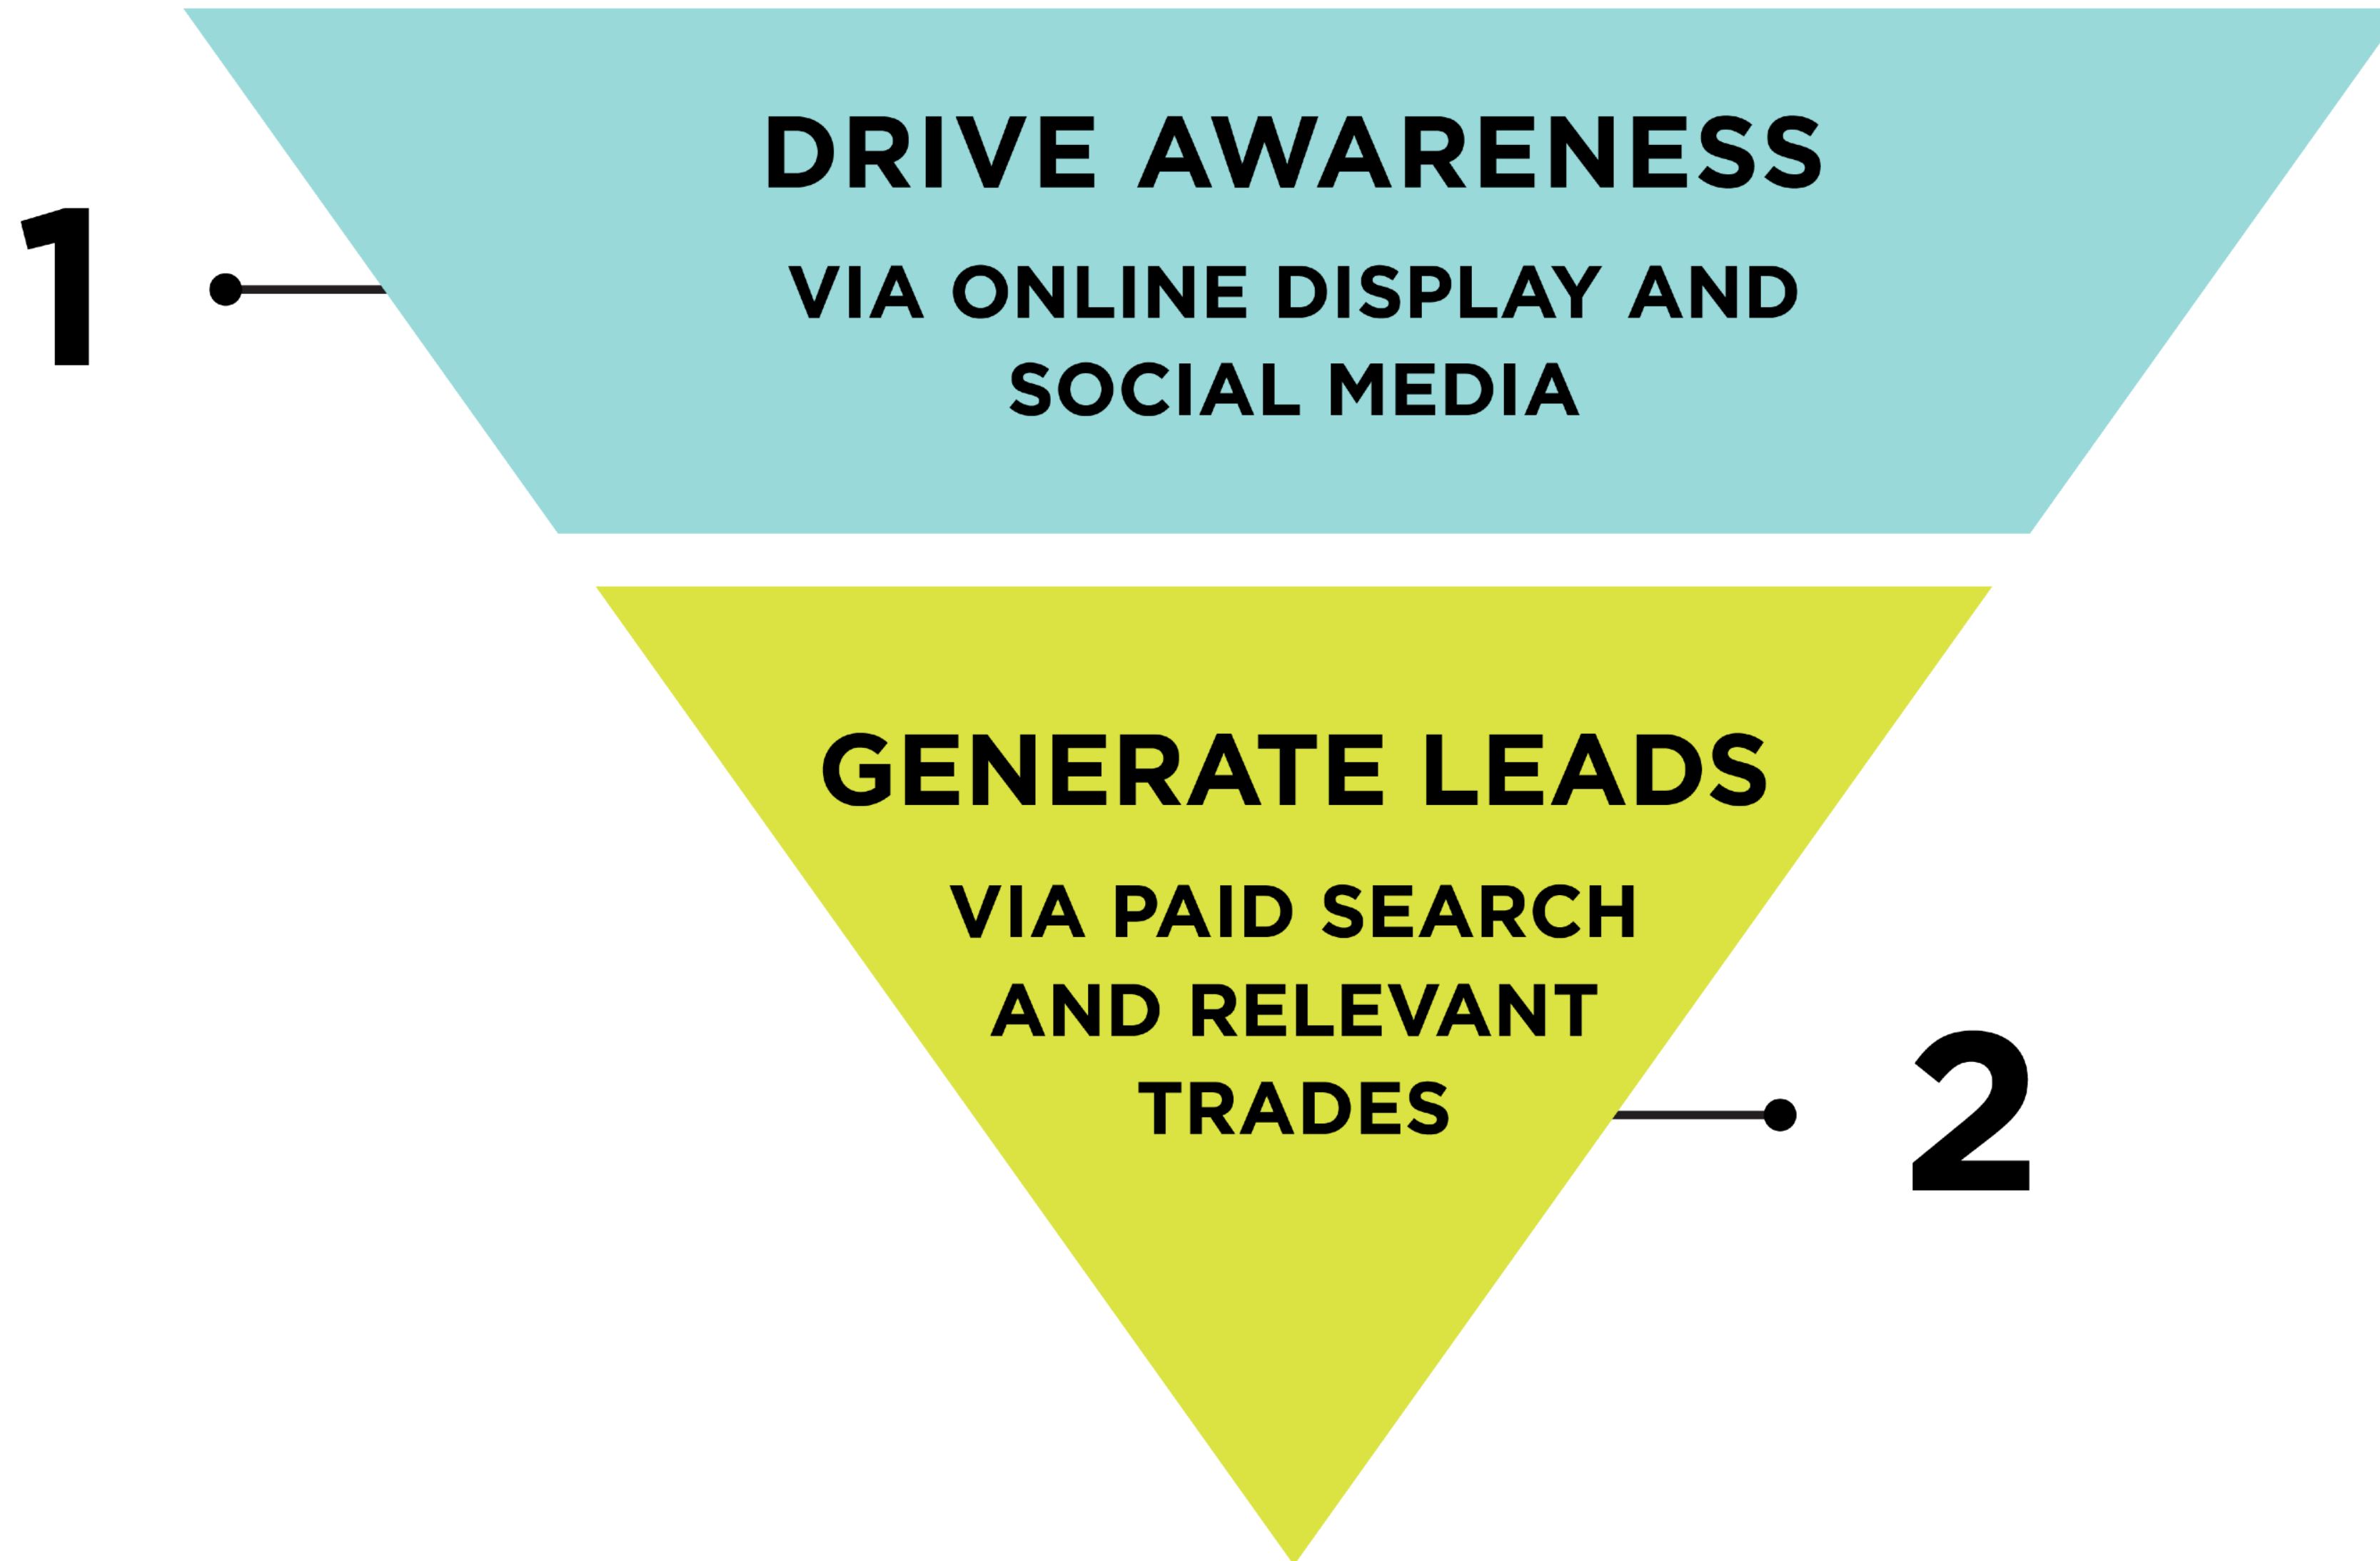 1
DRIVE AWARENESS
VIA ONLINE DISPLAY AND
SOCIAL MEDIA
GENERATE LEADS
VIA PAID SEARCH
AND RELEVANT
TRADES
2